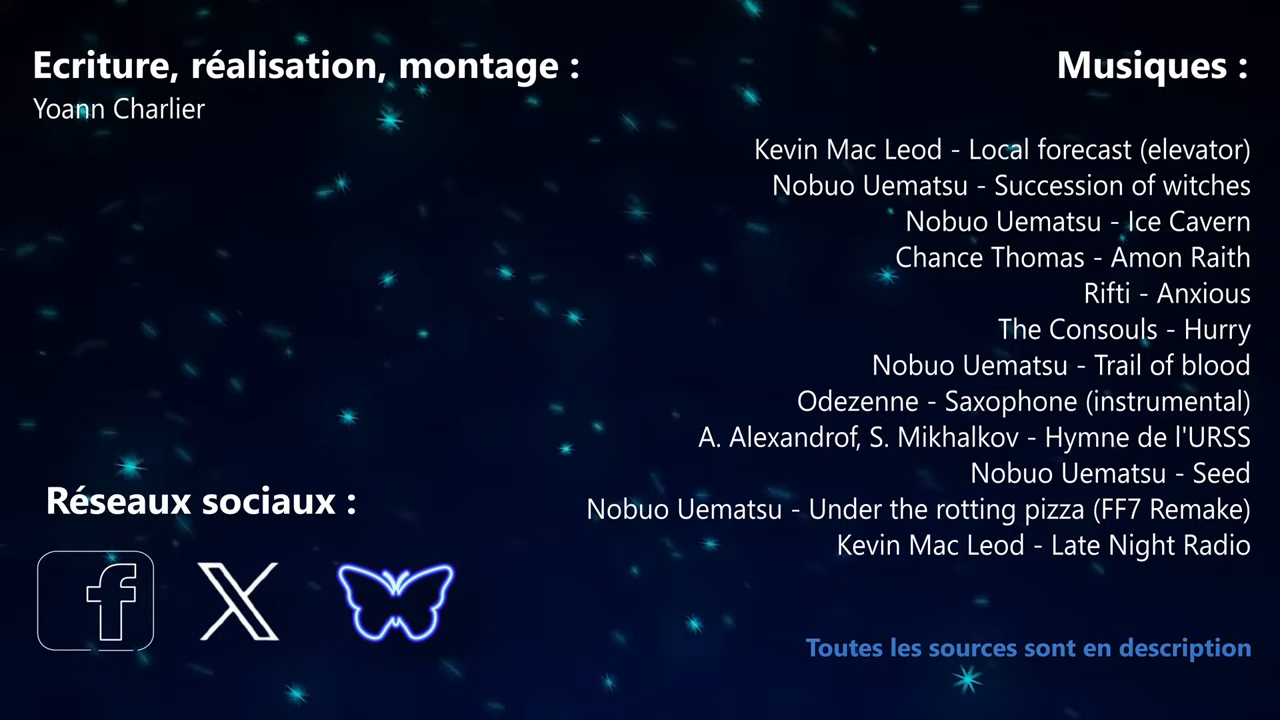 Ecriture, réalisation, montage :
Yoann Charlier
Musiques :
Kevin Mac Leod - Local forecast (elevator)
Nobuo Uematsu - Succession of witches
Nobuo Uematsu - Ice Cavern
Chance Thomas - Amon Raith
Rifti - Anxious
The Consouls - Hurry
Nobuo Uematsu - Trail of blood
Odezenne - Saxophone (instrumental)
A. Alexandrof, S. Mikhalkov - Hymne de l'URSS
Nobuo Uematsu - Seed
Nobuo Uematsu - Under the rotting pizza (FF7 Remake)
Kevin Mac Leod - Late Night Radio
Réseaux sociaux :
Toutes les sources sont en description